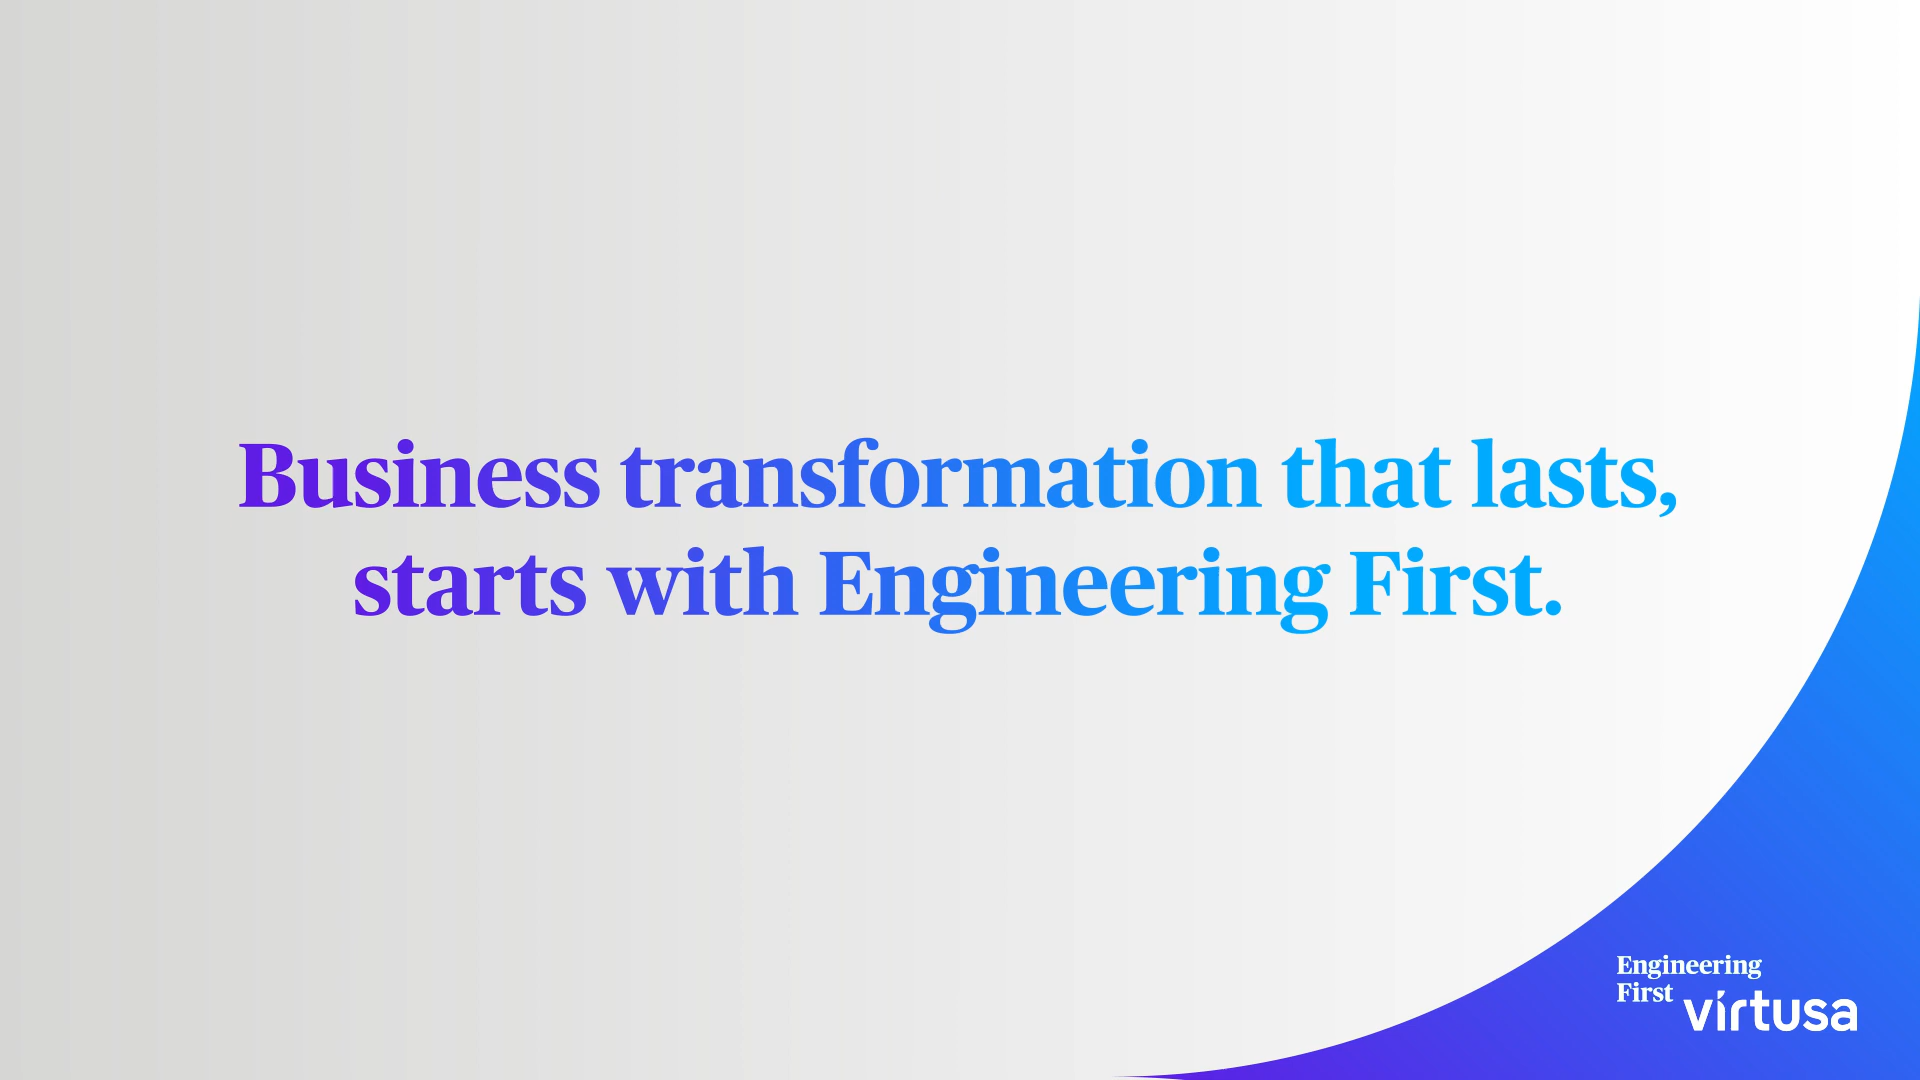 Business transformation that lasts,
starts with Engineering First.
Engineering
First
virtusa